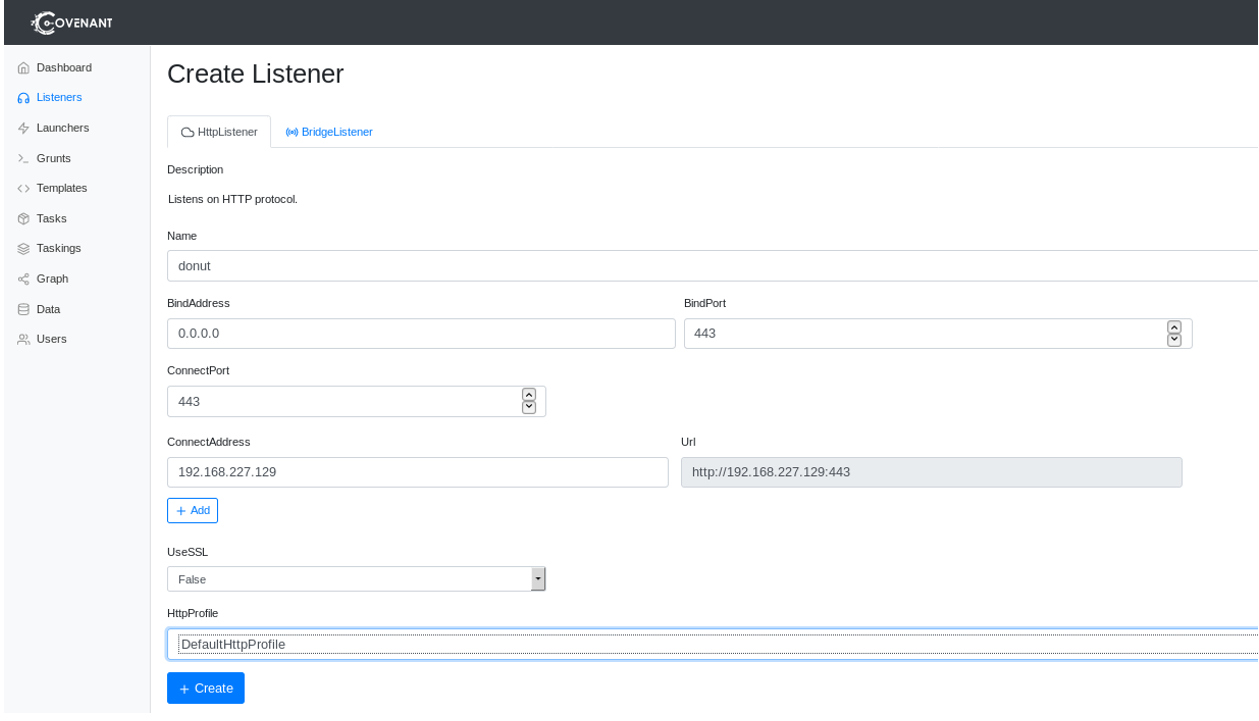 COVENANT
Dashboard
Listeners
Launchers
Grunts
Templates
Tasks
Taskings
Graph
Data
Users
Create Listener
HttpListener BridgeListener
Description
Listens on HTTP protocol.
Name
donut
BindAddress BindPort
0.0.0.0 443
ConnectPort
443
ConnectAddress Url
192.168.227.129 http://192.168.227.129:443
+ Add
UseSSL
False
HttpProfile
DefaultHttpProfile
+ Create